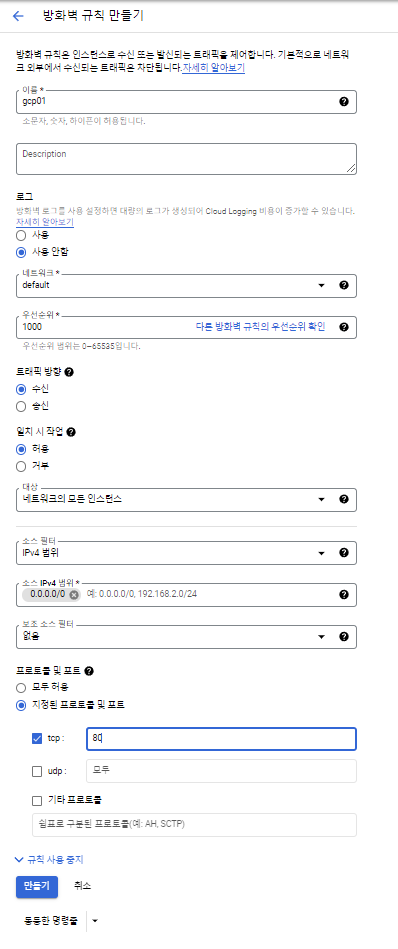 방화벽 규칙 만들기
방화벽 규칙은 인스턴스로 수신 또는 발신되는 트래픽을 제어합니다. 기본적으로 네트워
크 외부에서 수신되는 트래픽은 차단됩니다.자세히 알아보기
이름 *
gcp01
소문자, 숫자, 하이픈이 허용됩니다.
Description
로그
방화벽 로그를 사용 설정하면 대량의 로그가 생성되어 Cloud Logging 비용이 증가할 수 있습니다.
자세히 알아보기
사용
사용 안함
네트워크 *
default
우선순위 *
1000 다른 방화벽 규칙의 우선순위 확인
우선순위 범위는 0~65535입니다.
트래픽 방향
수신
송신
일치 시 작업
허용
거부
대상
네트워크의 모든 인스턴스
소스 필터
IPv4 범위
소스 IPv4 범위 *
0.0.0.0/0 예: 0.0.0.0/0, 192.168.2.0/24
보조 소스 필터
없음
프로토콜 및 포트
모두 허용
지정된 프로토콜 및 포트
tcp : 80
udp : 모두
기타 프로토콜
쉼표로 구분된 프로토콜(예: AH, SCTP)
규칙 사용 중지
만들기 취소
동등한 명령줄